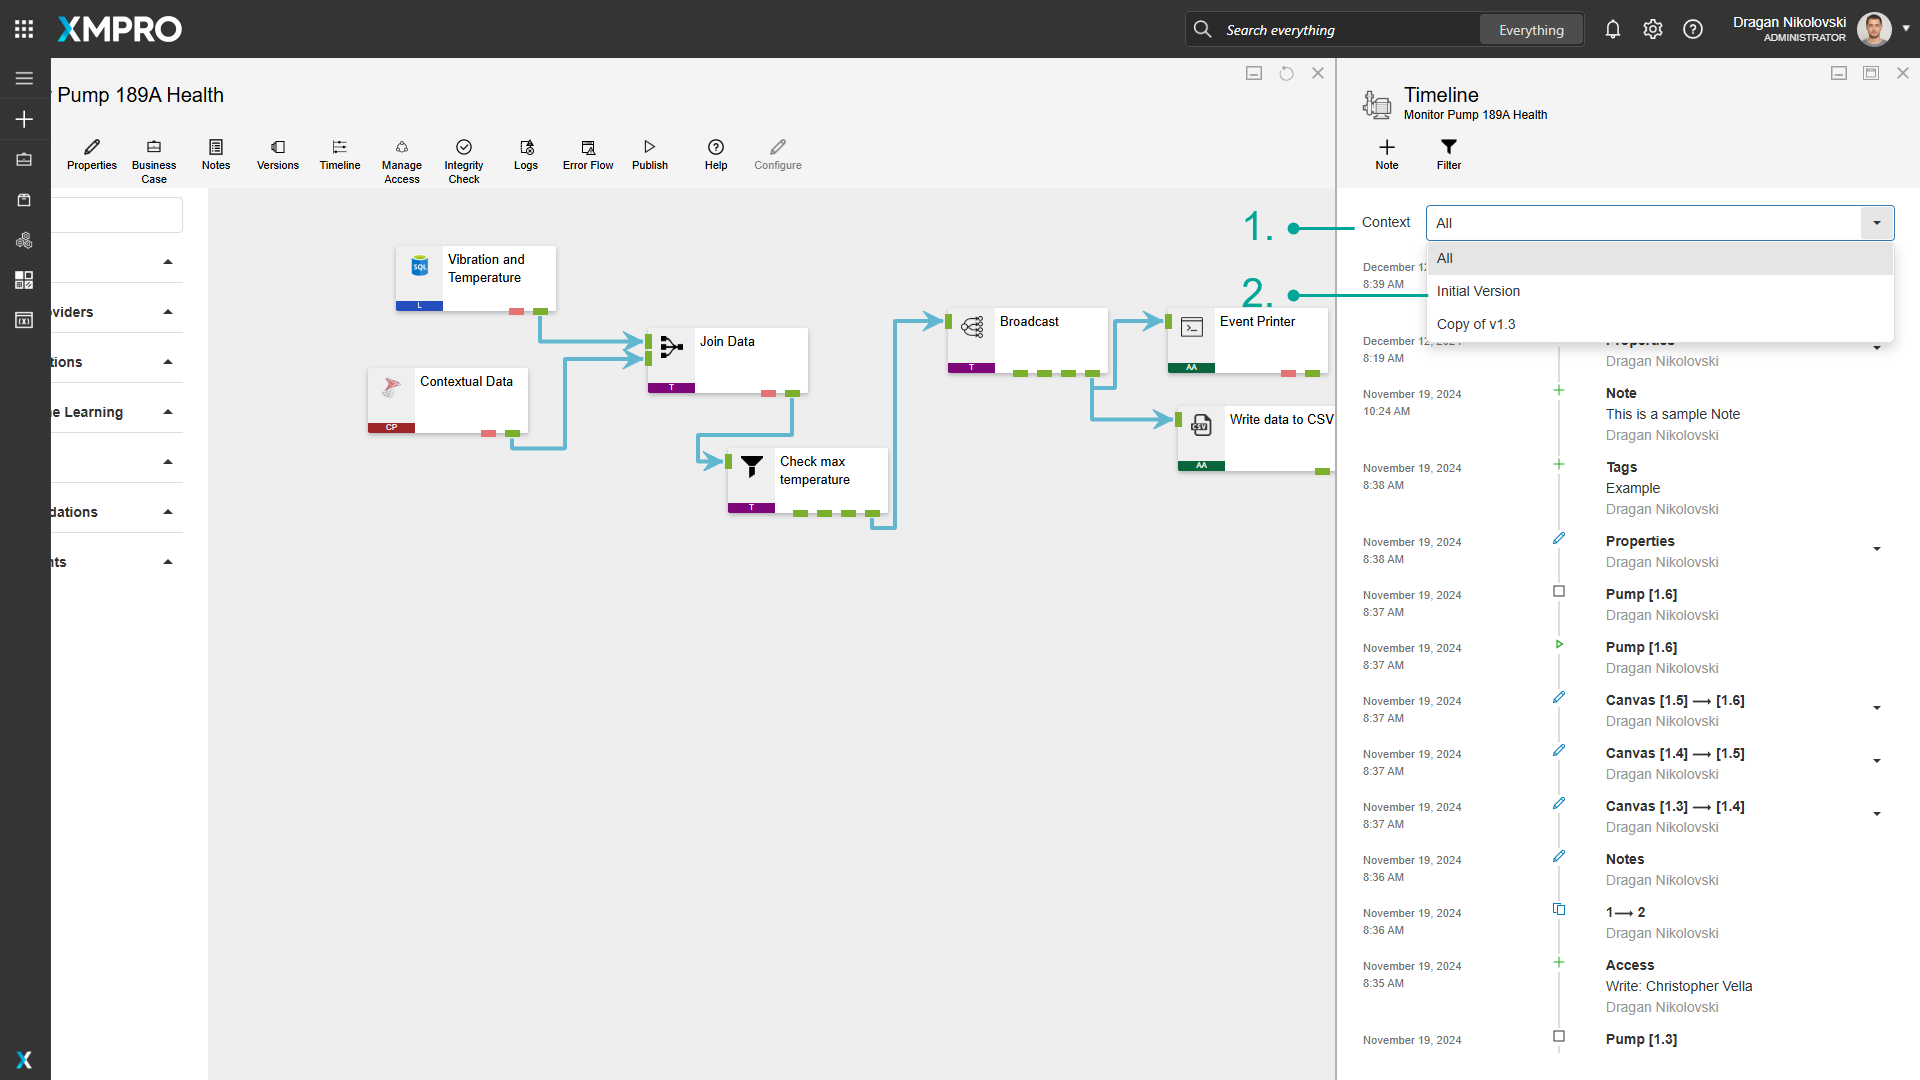 XMPRO
Search everything
Everything
Dragan Nikolovski
ADMINISTRATOR
Pump 189A Health
Properties
Business
Case
Notes
Versions
Timeline
Manage
Access
Integrity
Check
Logs
Error Flow
Publish
Help
Configure
viders
tions
e Learning
dations
nts
SQL
Vibration and
Temperature
L
Contextual Data
CP
Join Data
T
Check max
temperature
T
Broadcast
T
Event Printer
AA
CSV
Write data to CSV
AA
Timeline
Monitor Pump 189A Health
Note
Filter
1.
Context
All
All
2.
Initial Version
Copy of v1.3
December 12
8:39 AM
December 12, 2024
8:19 AM
Properties
Dragan Nikolovski
November 19, 2024
10:24 AM
Note
This is a sample Note
Dragan Nikolovski
November 19, 2024
8:38 AM
Tags
Example
Dragan Nikolovski
November 19, 2024
8:38 AM
Properties
Dragan Nikolovski
November 19, 2024
8:37 AM
Pump [1.6]
Dragan Nikolovski
November 19, 2024
8:37 AM
Pump [1.6]
Dragan Nikolovski
November 19, 2024
8:37 AM
Canvas [1.5] ⟶ [1.6]
Dragan Nikolovski
November 19, 2024
8:37 AM
Canvas [1.4] ⟶ [1.5]
Dragan Nikolovski
November 19, 2024
8:37 AM
Canvas [1.3] ⟶ [1.4]
Dragan Nikolovski
November 19, 2024
8:36 AM
Notes
Dragan Nikolovski
November 19, 2024
8:36 AM
1⟶ 2
Dragan Nikolovski
November 19, 2024
8:35 AM
Access
Write: Christopher Vella
Dragan Nikolovski
November 19, 2024
Pump [1.3]